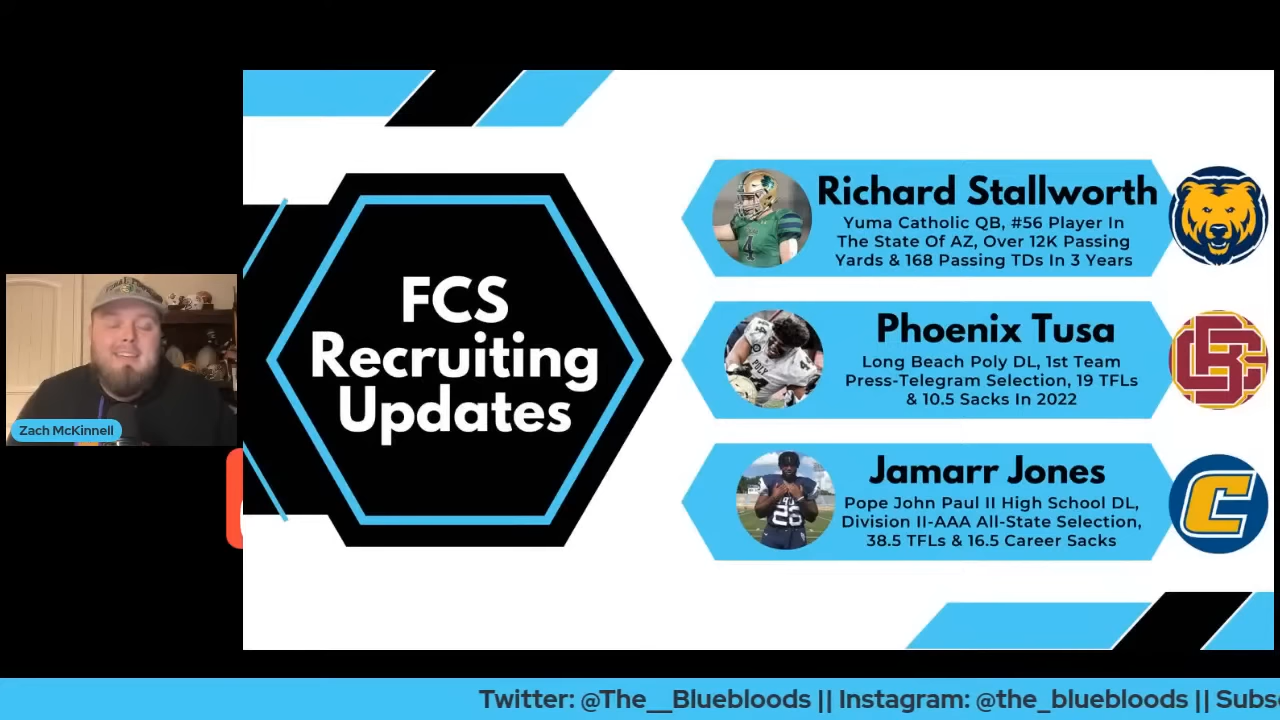 FCS
Recruiting
Updates
Richard Stallworth
Yuma Catholic QB, #56 Player In
The State Of AZ, Over 12K Passing
Yards & 168 Passing TDs In 3 Years
Phoenix Tusa
Long Beach Poly DL, 1st Team
Press-Telegram Selection, 19 TFLs
& 10.5 Sacks In 2022
Jamarr Jones
Pope John Paul II High School DL,
Division II-AAA All-State Selection,
38.5 TFLs & 16.5 Career Sacks
C
Zach McKinnell
Twitter: @The__Bluebloods || Instagram: @the_bluebloods || Subs